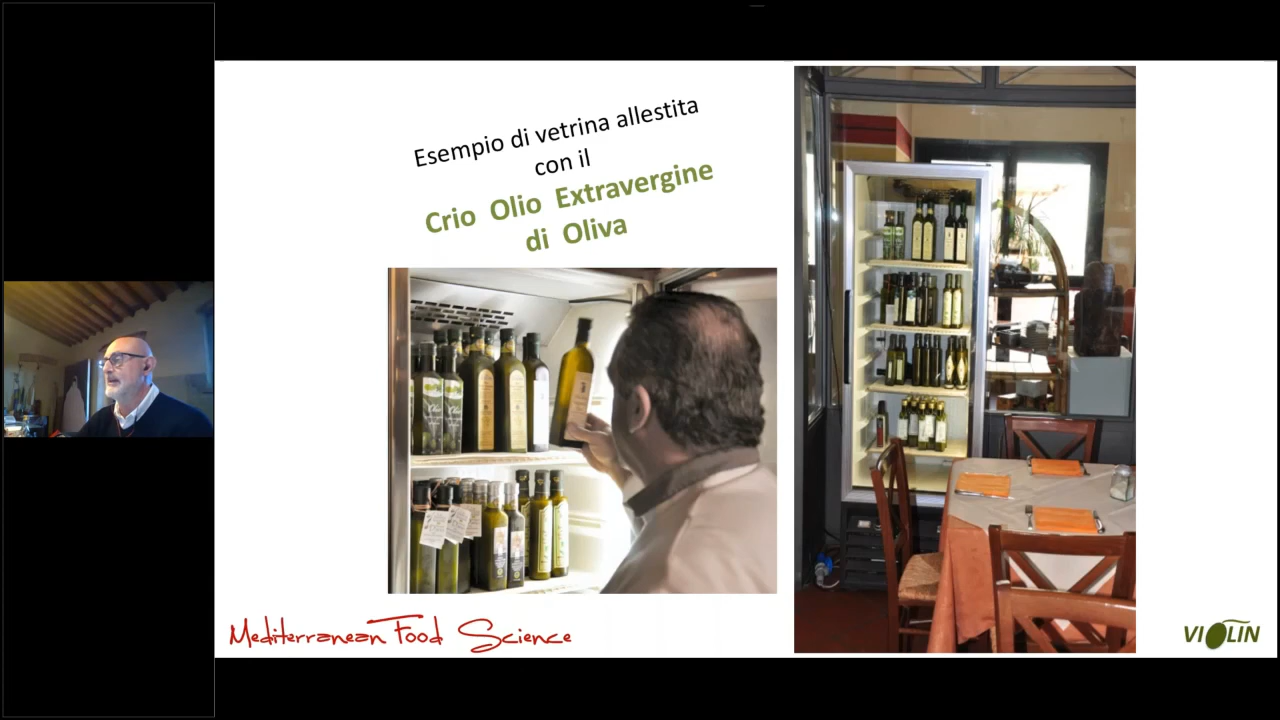 Esempio di vetrina allestita
con il
Crio Olio Extravergine
di Oliva
Mediterranean Food Science
VIOLIN